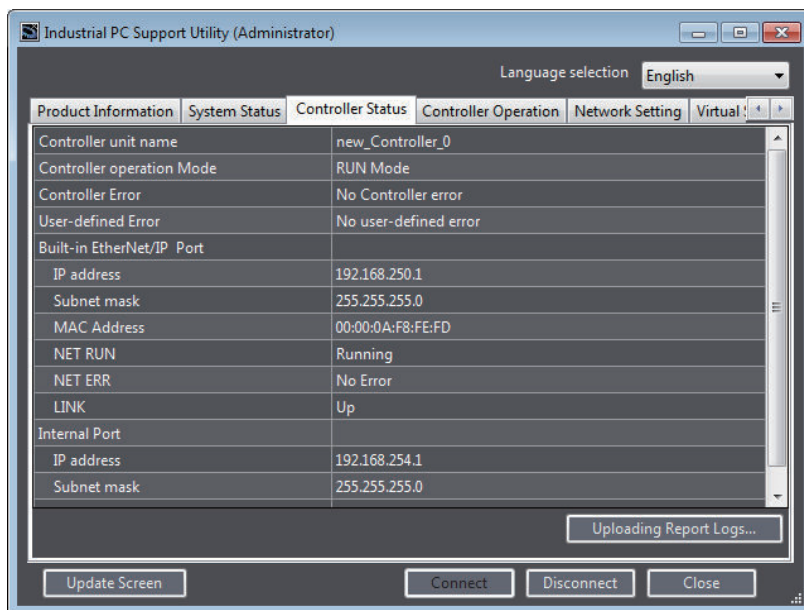 Industrial PC Support Utility (Administrator)
Language selection English
Product Information System Status Controller Status Controller Operation Network Setting Virtual
Controller unit name new_Controller_0
Controller operation Mode RUN Mode
Controller Error No Controller error
User-defined Error No user-defined error
Built-in EtherNet/IP Port
IP address 192.168.250.1
Subnet mask 255.255.255.0
MAC Address 00:00:0A:F8:FE:FD
NET RUN Running
NET ERR No Error
LINK Up
Internal Port
IP address 192.168.254.1
Subnet mask 255.255.255.0
Uploading Report Logs...
Update Screen Connect Disconnect Close